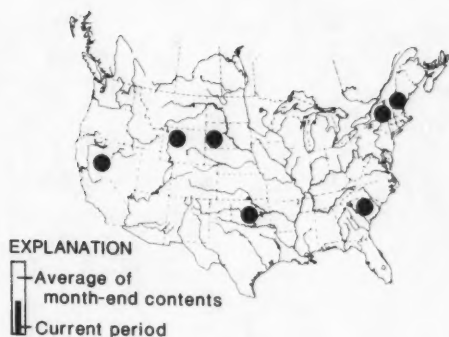 EXPLANATION
Average of
month-end contents
Current period